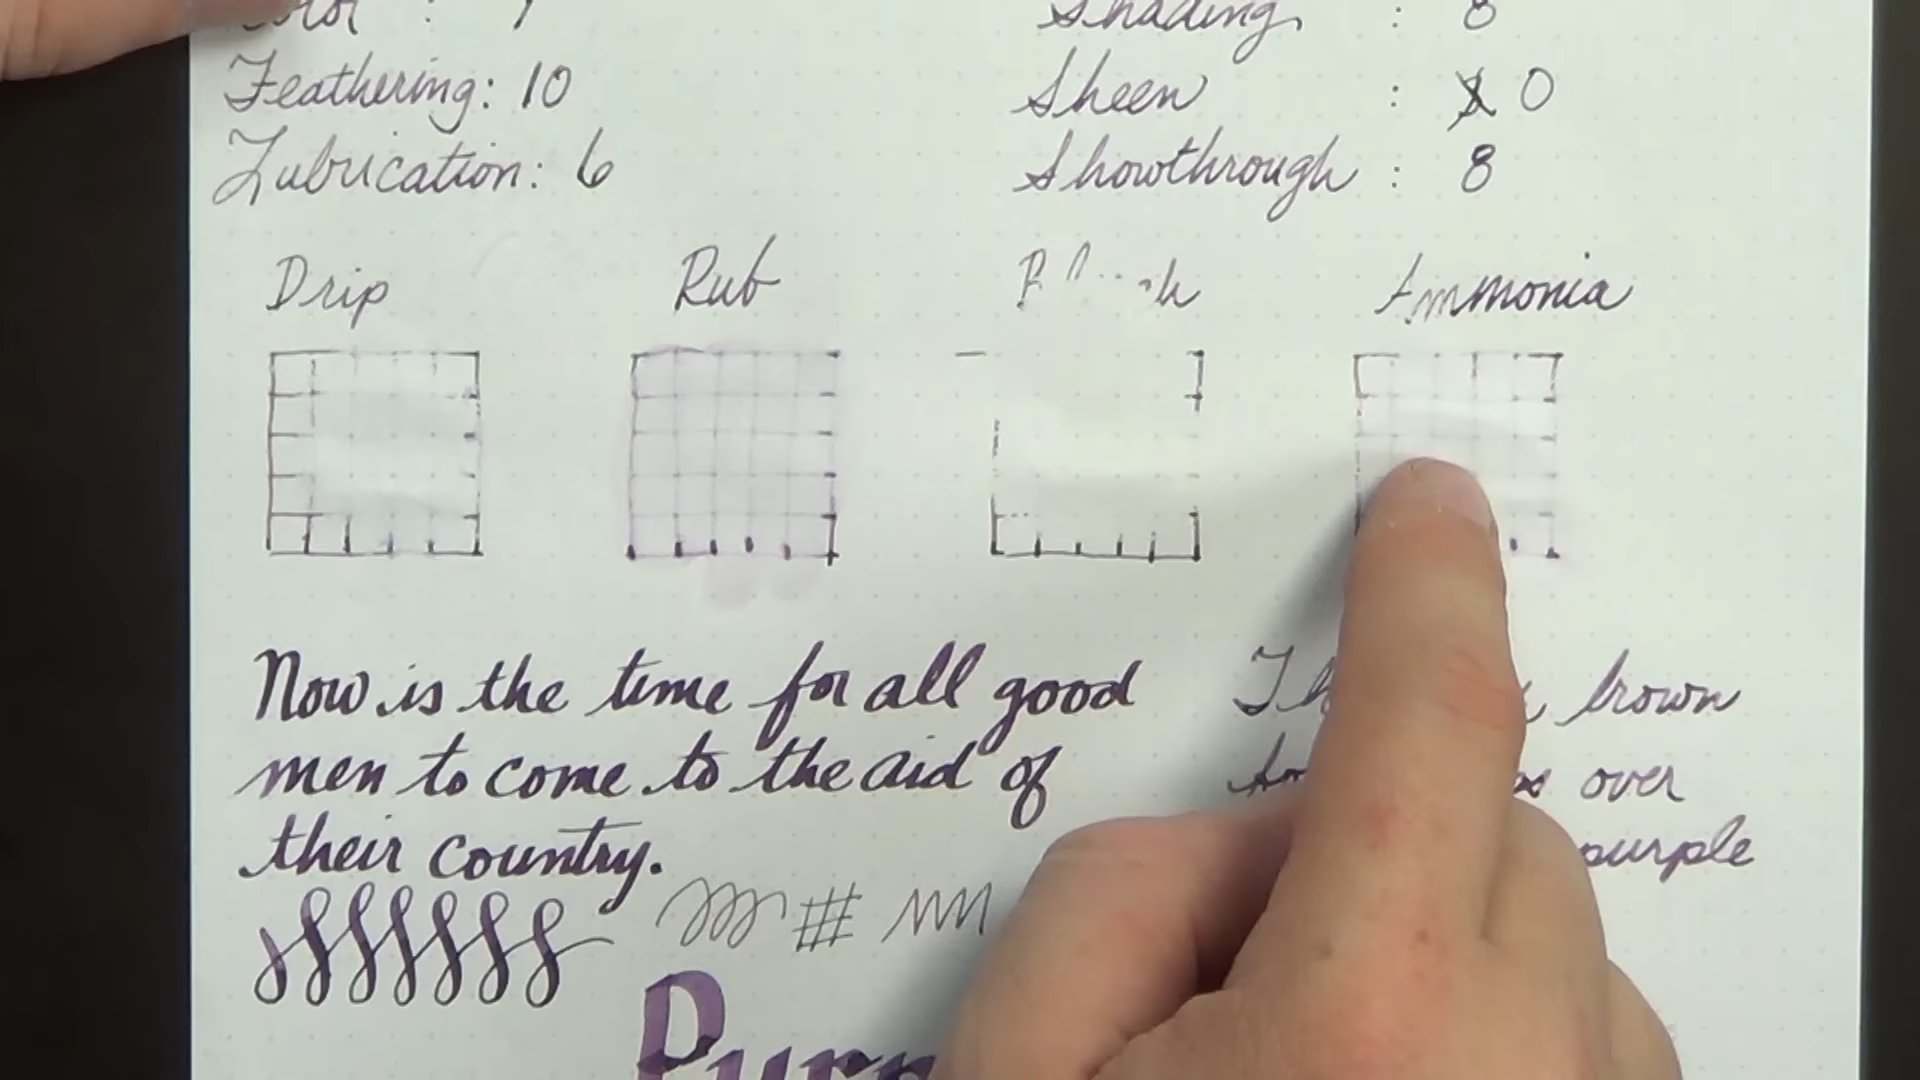 Shading : 8
Feathering: 10
Sheen : 0
Lubrication: 6
Showthrough : 8
Drip Rub Ammonia
Now is the time for all good
men to come to the aid of
their country.
brown
over
purple